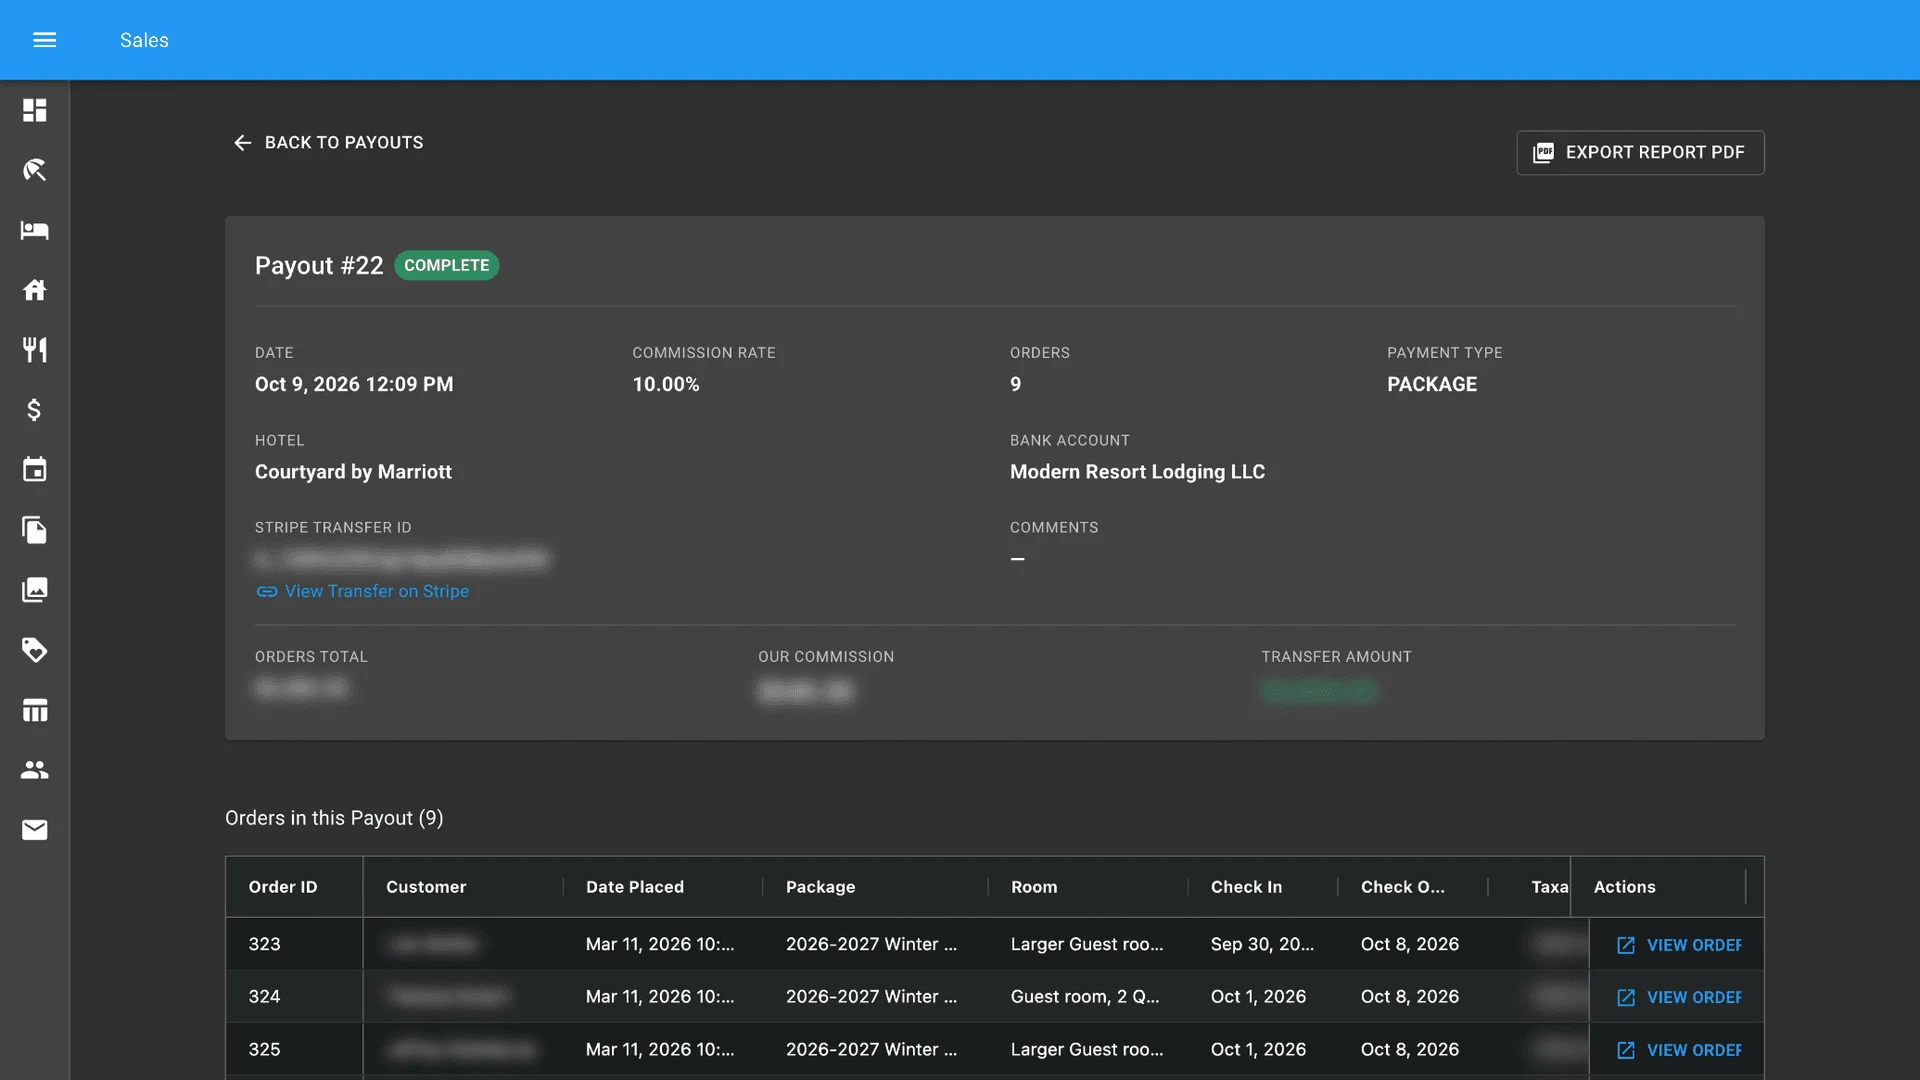 Sales
BACK TO PAYOUTS
PDF EXPORT REPORT PDF
Payout #22 COMPLETE
DATE COMMISSION RATE ORDERS PAYMENT TYPE
Oct 9, 2026 12:09 PM 10.00% 9 PACKAGE
HOTEL BANK ACCOUNT
Courtyard by Marriott Modern Resort Lodging LLC
STRIPE TRANSFER ID COMMENTS
—
View Transfer on Stripe
ORDERS TOTAL OUR COMMISSION TRANSFER AMOUNT
Orders in this Payout (9)
Order ID Customer Date Placed Package Room Check In Check O... Taxa Actions
323 Mar 11, 2026 10:... 2026-2027 Winter ... Larger Guest roo... Sep 30, 20... Oct 8, 2026 VIEW ORDER
324 Mar 11, 2026 10:... 2026-2027 Winter ... Guest room, 2 Q... Oct 1, 2026 Oct 8, 2026 VIEW ORDER
325 Mar 11, 2026 10:... 2026-2027 Winter ... Larger Guest roo... Oct 1, 2026 Oct 8, 2026 VIEW ORDER